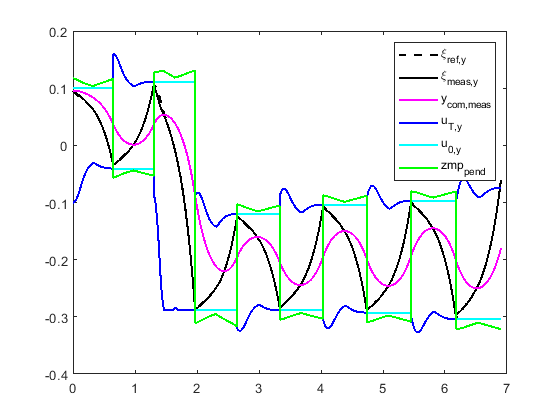 0.2
0.1
0
-0.1
-0.2
-0.3
-0.4
0 1 2 3 4 5 6 7
ξref,y
ξmeas,y
ycom,meas
uT,y
u0,y
zmppend